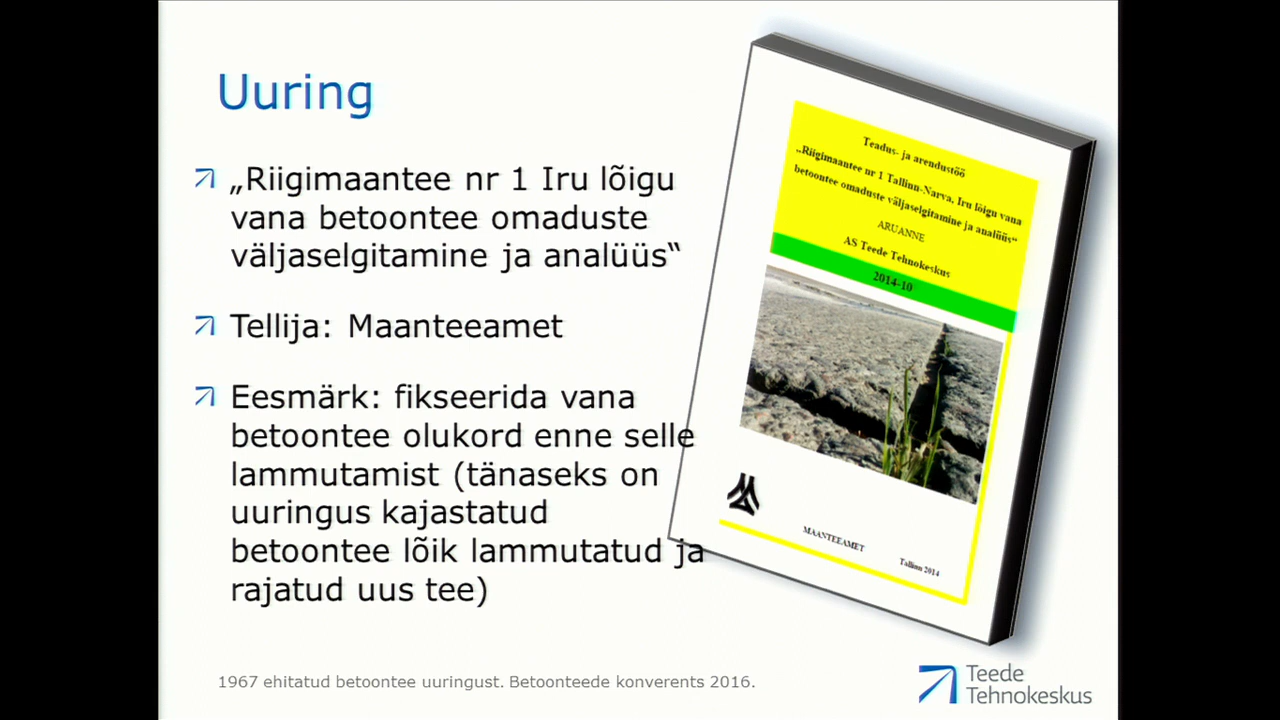 Uuring
„Riigimaantee nr 1 Iru lõigu
vana betoontee omaduste
väljaselgitamine ja analüüs“
Tellija: Maanteeamet
Eesmärk: fikseerida vana
betoontee olukord enne selle
lammutamist (tänaseks on
uuringus kajastatud
betoontee lõik lammutatud ja
rajatud uus tee)
Teadus- ja arendustöö
„Riigimaantee nr 1 Tallinn-Narva, Iru lõigu vana
betoontee omaduste väljaselgitamine ja analüüs“
ARUANNE
AS Teede Tehnokeskus
2014-10
MAANTEEAMET
Tallinn 2014
1967 ehitatud betoontee uuringust. Betoonteede konverents 2016.
Teede
Tehnokeskus